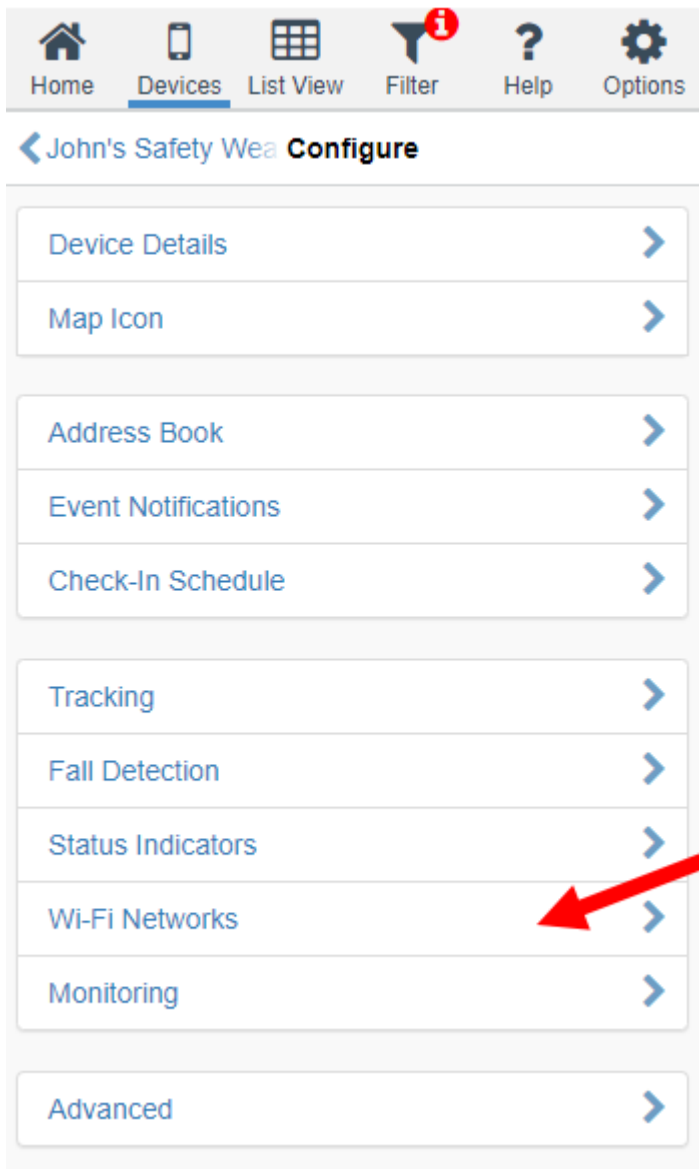 Home Devices List View Filter Help Options
John's Safety Wea Configure
Device Details
Map Icon
Address Book
Event Notifications
Check-In Schedule
Tracking
Fall Detection
Status Indicators
Wi-Fi Networks
Monitoring
Advanced